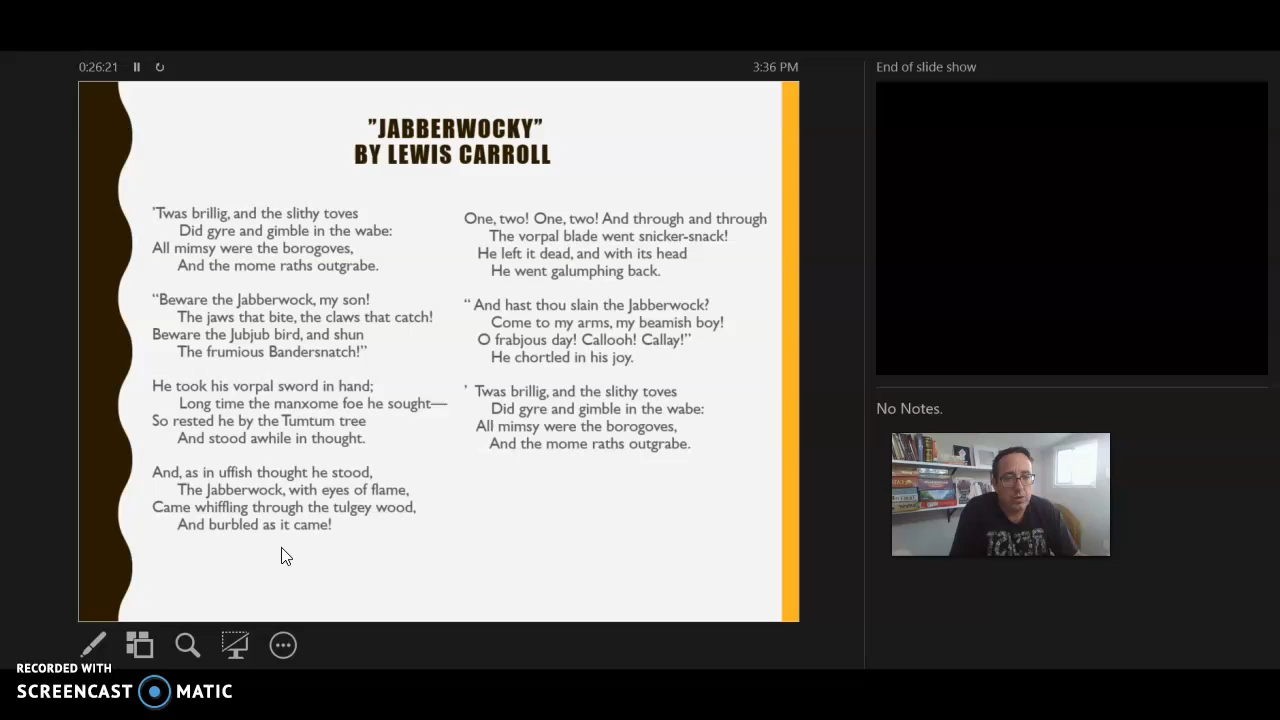 0:26:21
3:36 PM
End of slide show
”JABBERWOCKY”
BY LEWIS CARROLL
’Twas brillig, and the slithy toves
Did gyre and gimble in the wabe:
All mimsy were the borogoves,
And the mome raths outgrabe.
“Beware the Jabberwock, my son!
The jaws that bite, the claws that catch!
Beware the Jubjub bird, and shun
The frumious Bandersnatch!”
He took his vorpal sword in hand;
Long time the manxome foe he sought—
So rested he by the Tumtum tree
And stood awhile in thought.
And, as in uffish thought he stood,
The Jabberwock, with eyes of flame,
Came whiffling through the tulgey wood,
And burbled as it came!
One, two! One, two! And through and through
The vorpal blade went snicker-snack!
He left it dead, and with its head
He went galumphing back.
“ And hast thou slain the Jabberwock?
Come to my arms, my beamish boy!
O frabjous day! Callooh! Callay!”
He chortled in his joy.
’ Twas brillig, and the slithy toves
Did gyre and gimble in the wabe:
All mimsy were the borogoves,
And the mome raths outgrabe.
No Notes.
RECORDED WITH
SCREENCAST MATIC